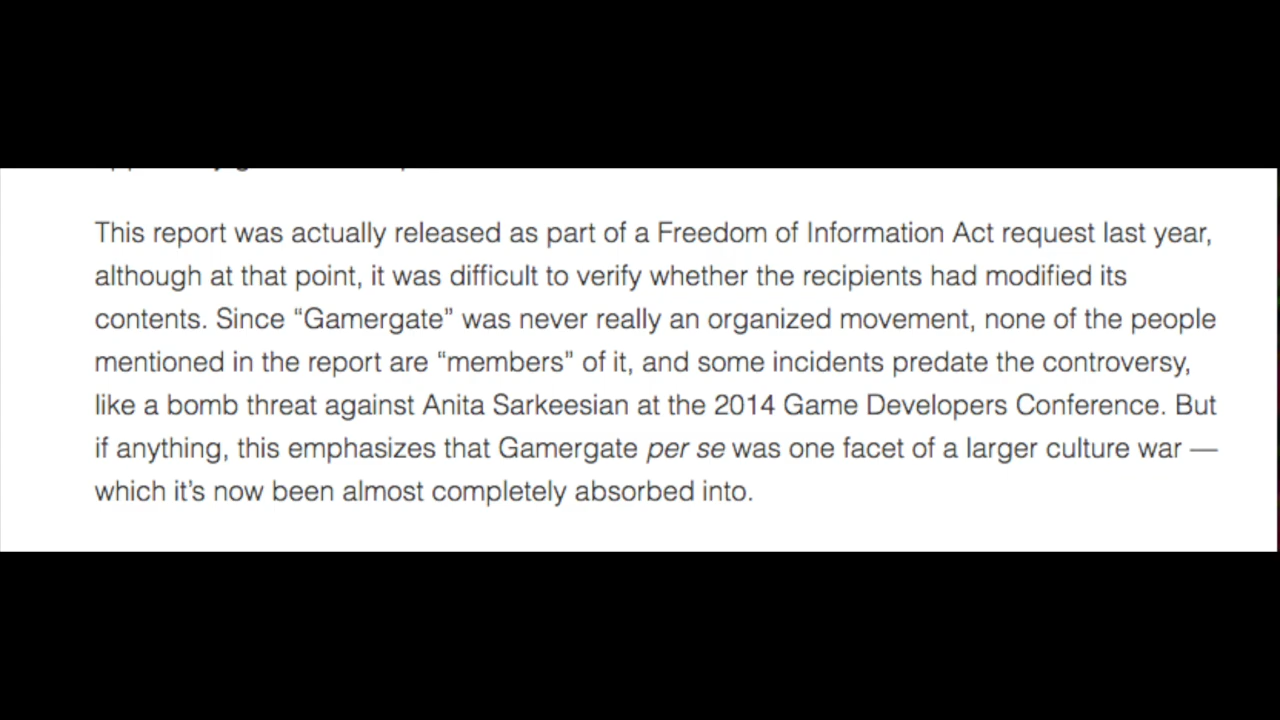 This report was actually released as part of a Freedom of Information Act request last year,
although at that point, it was difficult to verify whether the recipients had modified its
contents. Since “Gamergate” was never really an organized movement, none of the people
mentioned in the report are “members” of it, and some incidents predate the controversy,
like a bomb threat against Anita Sarkeesian at the 2014 Game Developers Conference. But
if anything, this emphasizes that Gamergate per se was one facet of a larger culture war —
which it’s now been almost completely absorbed into.